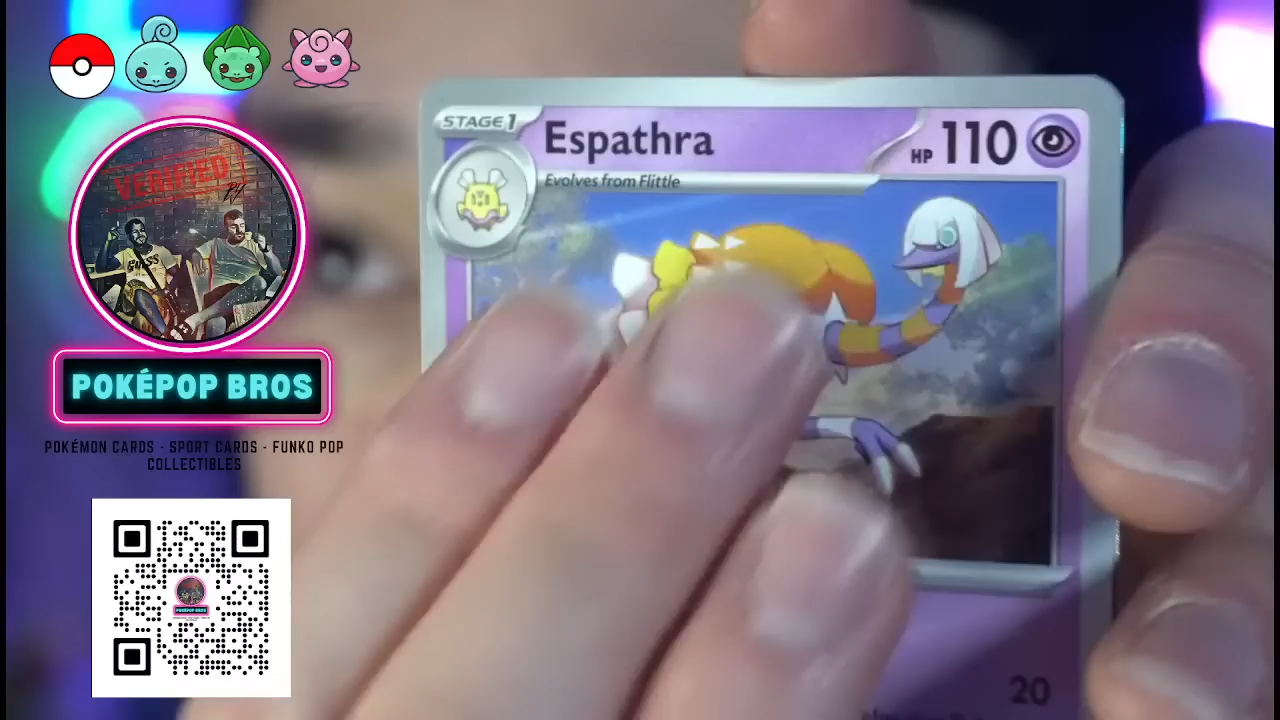 VERIFIED
BY
POKÉPOP BROS
POKÉMON CARDS - SPORT CARDS - FUNKO POP
COLLECTIBLES
STAGE 1
Espathra
HP 110
Evolves from Flittle
20